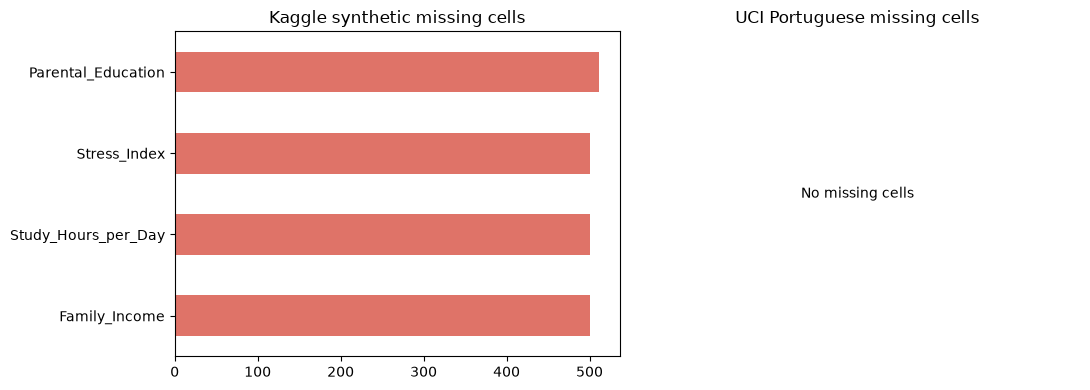 Kaggle synthetic missing cells
Parental_Education
Stress_Index
Study_Hours_per_Day
Family_Income
0 100 200 300 400 500
UCI Portuguese missing cells
No missing cells